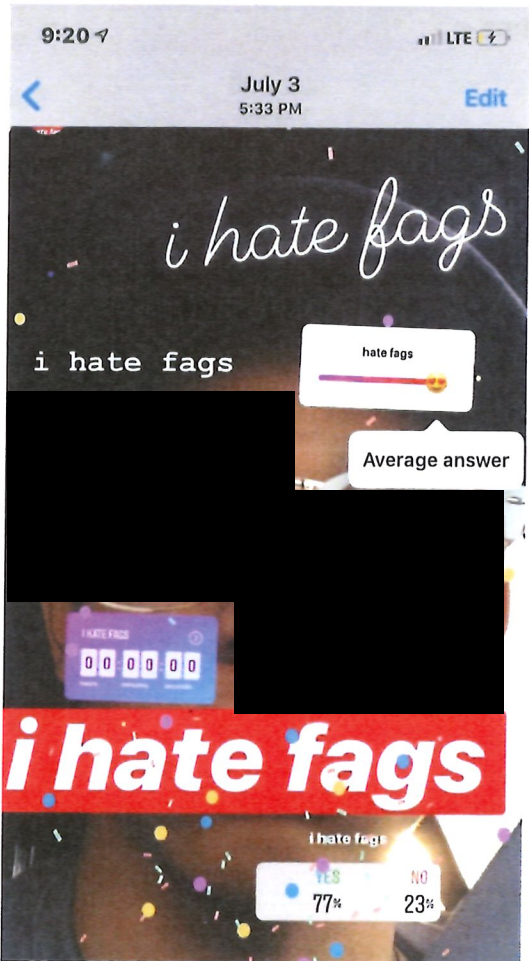 9:20
LTE
July 3
5:33 PM
Edit
i hate fags
i hate fags
hate fags
Average answer
I HATE FAGS
00 00 00
i hate fags
i hate fags
YES NO
77% 23%